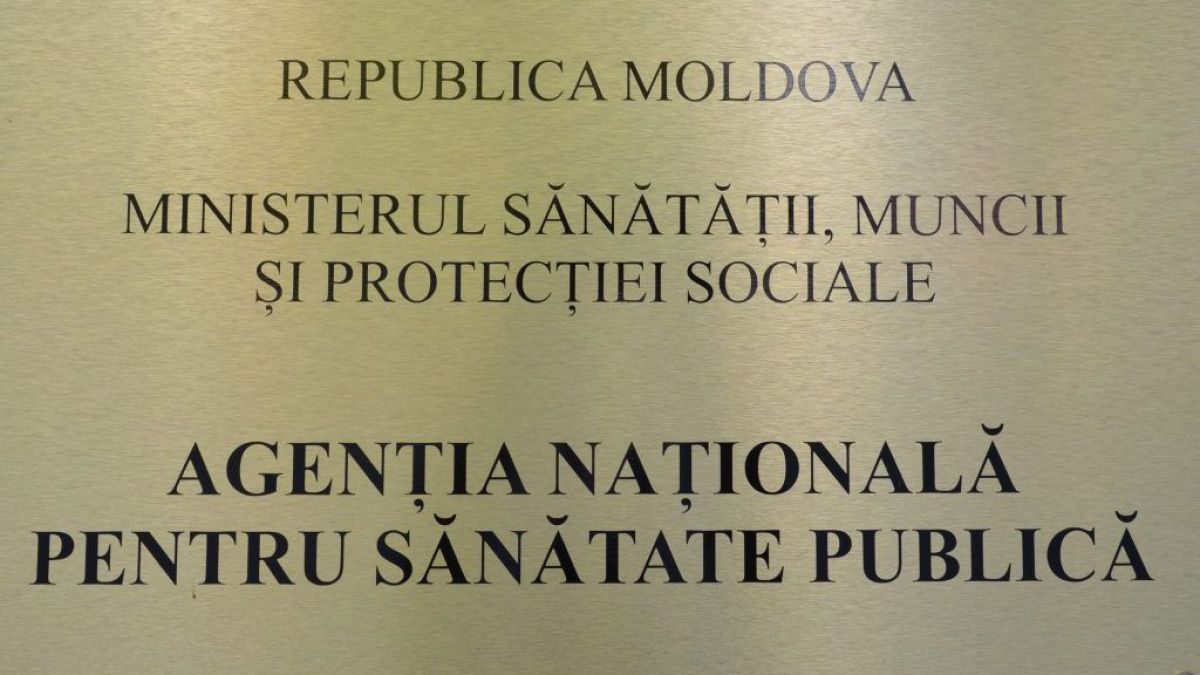 REPUBLICA MOLDOVA
MINISTERUL SĂNĂTĂȚII, MUNCII
ȘI PROTECȚIEI SOCIALE
AGENȚIA NAȚIONALĂ
PENTRU SĂNĂTATE PUBLICĂ